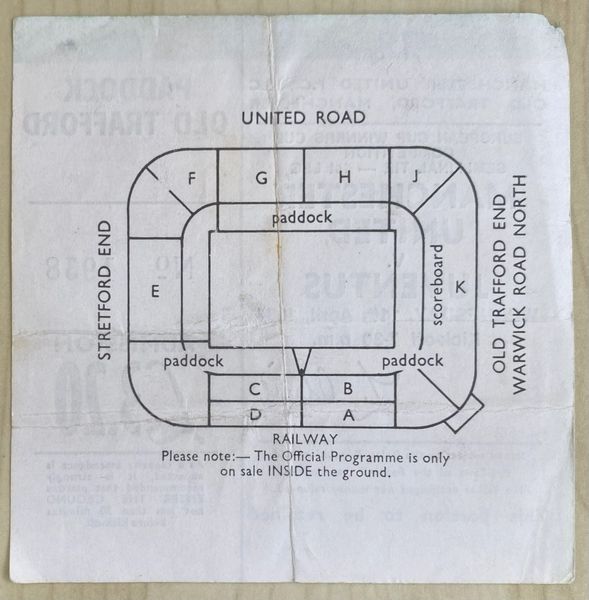 UNITED ROAD
F G H J
paddock
STRETFORD END
E
scoreboard
K
OLD TRAFFORD END
WARWICK ROAD NORTH
paddock
paddock
C B
D A
RAILWAY
Please note:— The Official Programme is only
on sale INSIDE the ground.